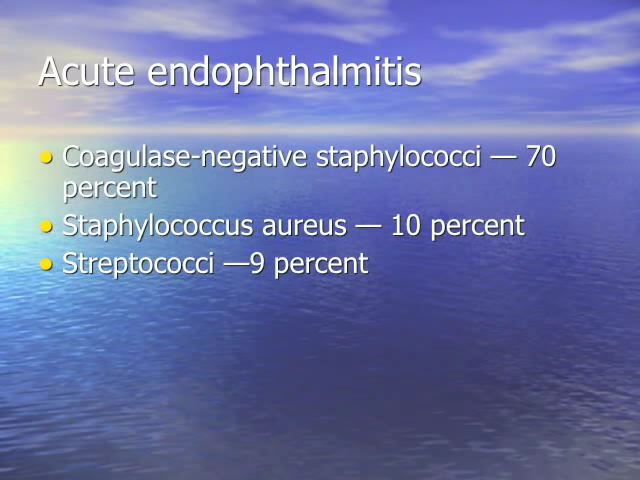 Acute endophthalmitis
• Coagulase-negative staphylococci — 70
percent
• Staphylococcus aureus — 10 percent
• Streptococci —9 percent